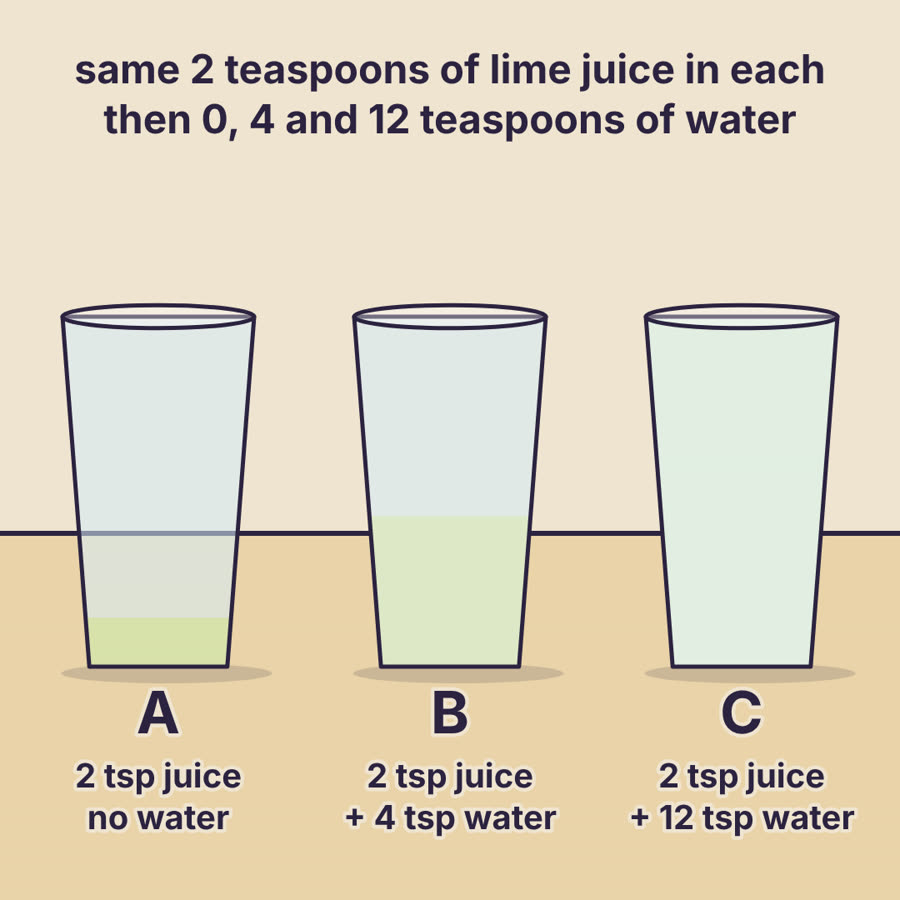 same 2 teaspoons of lime juice in each
then 0, 4 and 12 teaspoons of water
A
2 tsp juice
no water
B
2 tsp juice
+ 4 tsp water
C
2 tsp juice
+ 12 tsp water